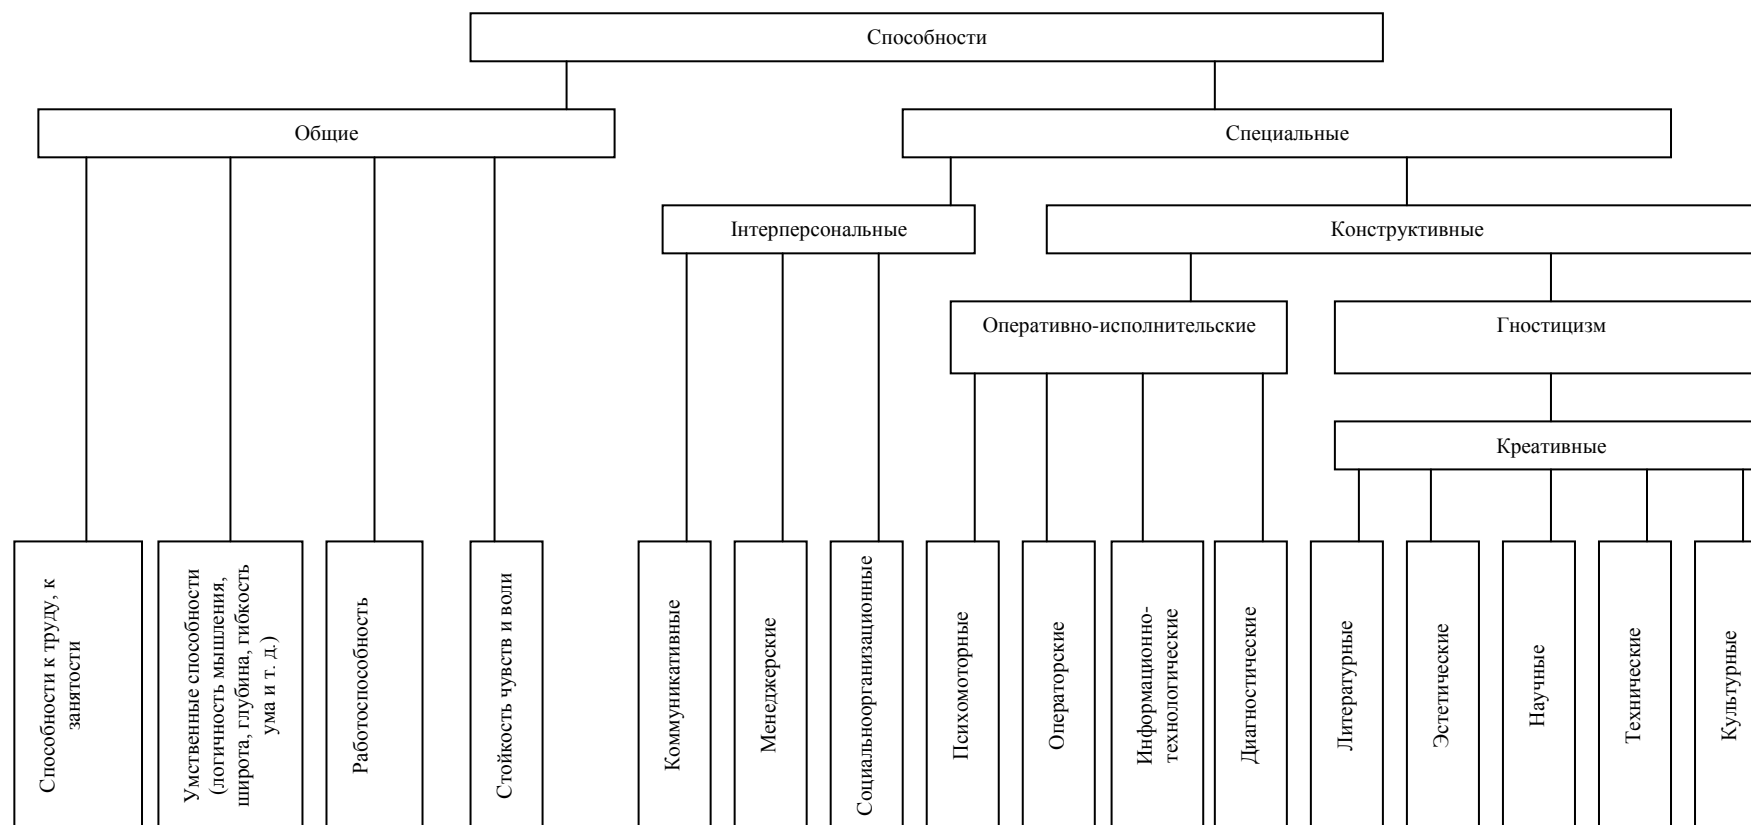 Способности
Общие
Специальные
Інтерперсональные
Конструктивные
Оперативно-исполнительские
Гностицизм
Креативные
Способности к труду, к
занятости
Умственные способности
(логичность мышления,
широта, глубина, гибкость
ума и т. д.)
Работоспособность
Стойкость чувств и воли
Коммуникативные
Менеджерские
Социальноорганизационные
Психомоторные
Операторские
Информационно-
технологические
Диагностические
Литературные
Эстетические
Научные
Технические
Культурные